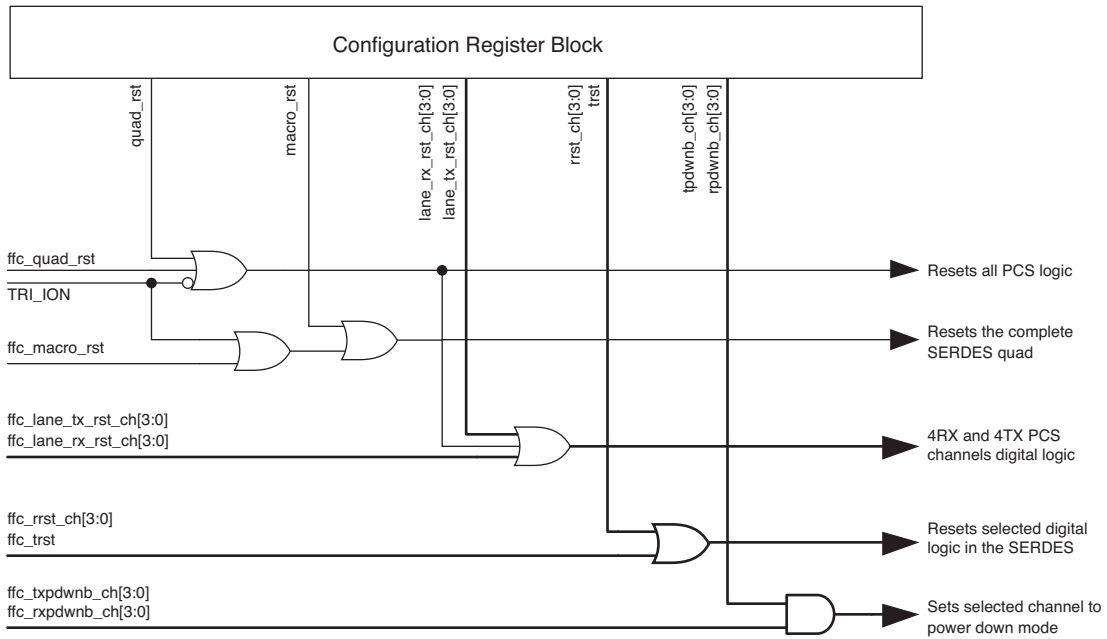 Configuration Register Block
quad_rst
macro_rst
lane_rx_rst_ch[3:0]
lane_tx_rst_ch[3:0]
rrst_ch[3:0]
trst
tpdwnb_ch[3:0]
rpdwnb_ch[3:0]
ffc_quad_rst
TRI_ION
Resets all PCS logic
ffc_macro_rst
Resets the complete
SERDES quad
ffc_lane_tx_rst_ch[3:0]
ffc_lane_rx_rst_ch[3:0]
4RX and 4TX PCS
channels digital logic
ffc_rrst_ch[3:0]
ffc_trst
Resets selected digital
logic in the SERDES
ffc_txpdwnb_ch[3:0]
ffc_rxpdwnb_ch[3:0]
Sets selected channel to
power down mode